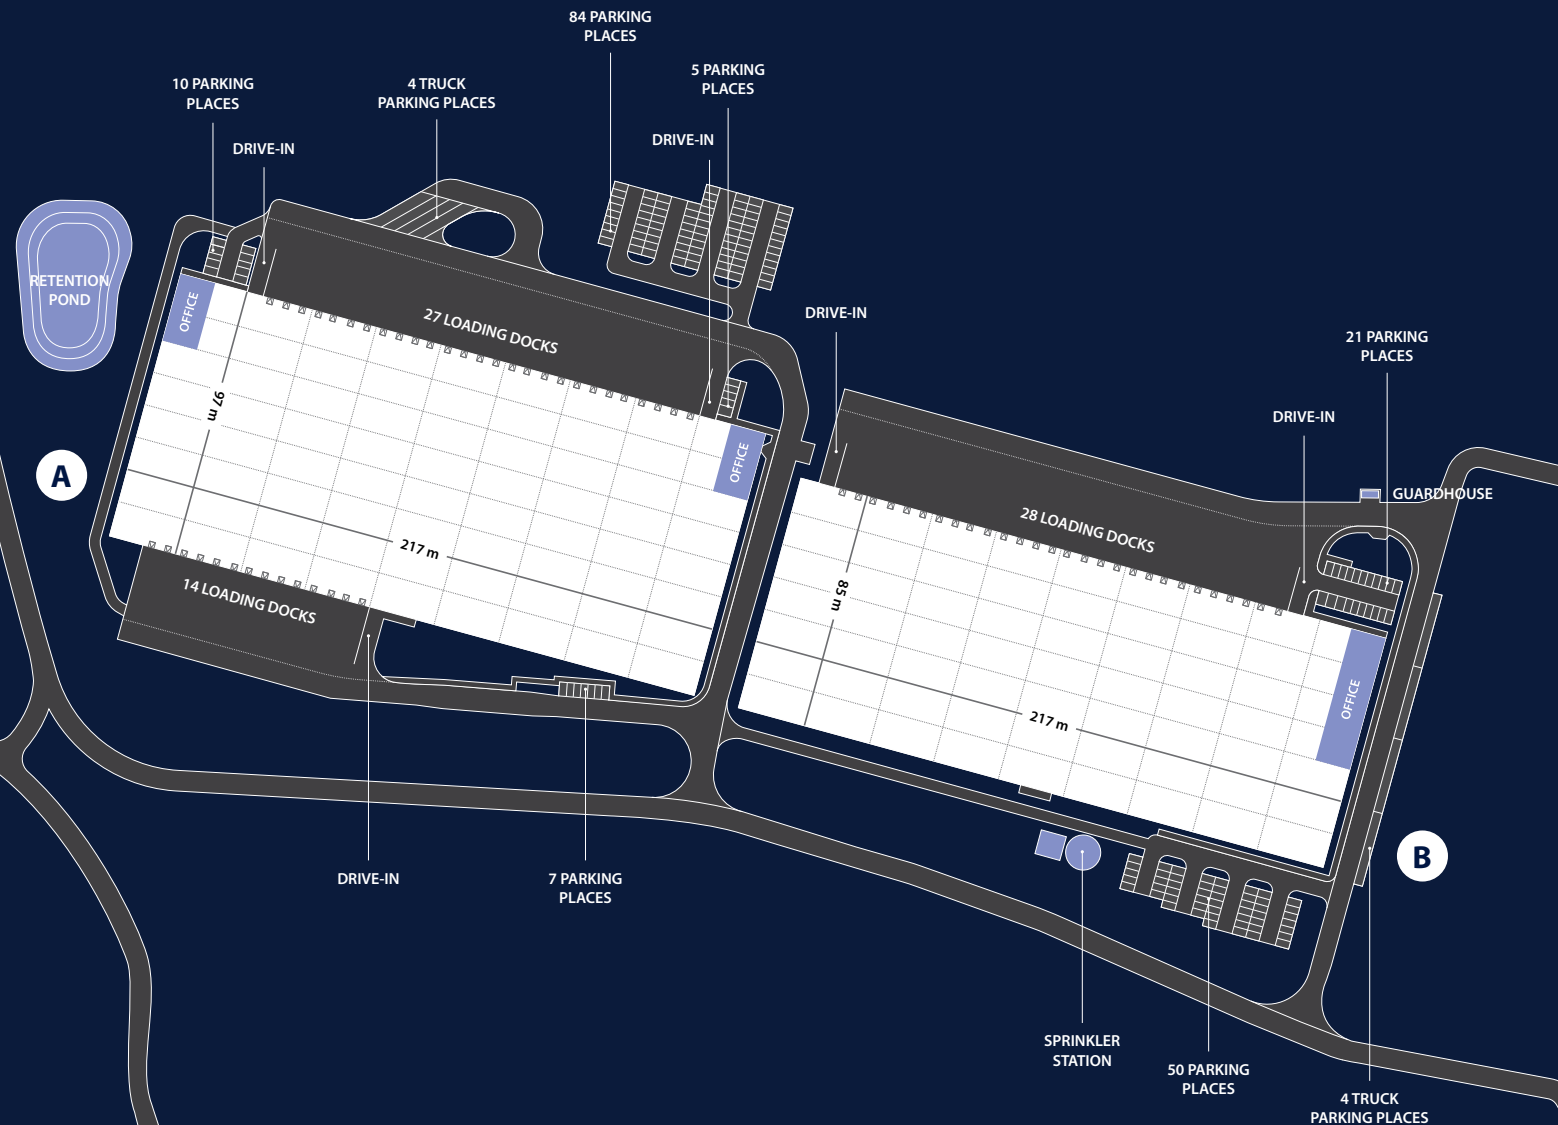 84 PARKING
PLACES
5 PARKING
PLACES
10 PARKING
PLACES
4 TRUCK
PARKING PLACES
DRIVE-IN
DRIVE-IN
RETENTION
POND
OFFICE
27 LOADING DOCKS
DRIVE-IN
21 PARKING
PLACES
97 m
DRIVE-IN
OFFICE
A
GUARDHOUSE
28 LOADING DOCKS
217 m
14 LOADING DOCKS
85 m
OFFICE
217 m
B
DRIVE-IN
7 PARKING
PLACES
SPRINKLER
STATION
50 PARKING
PLACES
4 TRUCK
PARKING PLACES